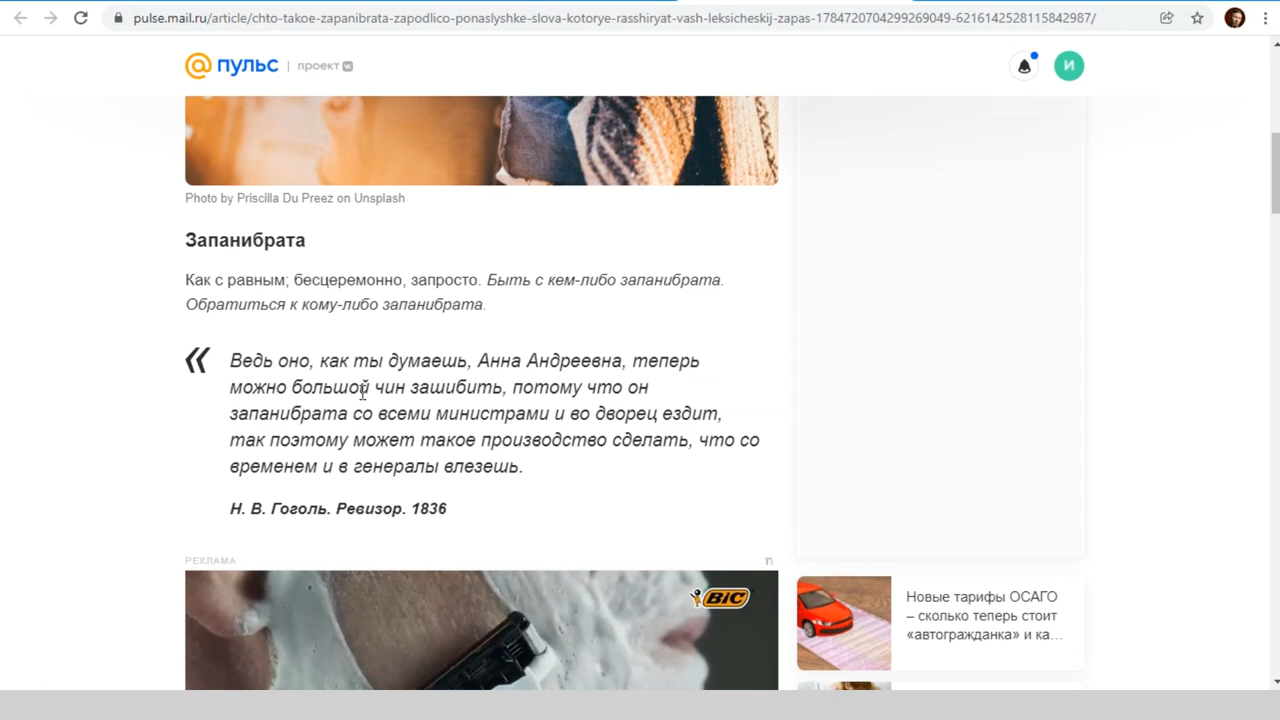 pulse.mail.ru/article/chto-takoe-zapanibrata-zapodlico-ponaslyshke-slova-kotorye-rasshiryat-vash-leksicheskij-zapas-1784720704299269049-6216142528115842987/
@ пульс | проект
И
Photo by Priscilla Du Preez on Unsplash
Запанибрата
Как с равным; бесцеремонно, запросто. Быть с кем-либо запанибрата.
Обратиться к кому-либо запанибрата.
« Ведь оно, как ты думаешь, Анна Андреевна, теперь
можно большой чин зашибить, потому что он
запанибрата со всеми министрами и во дворец ездит,
так поэтому может такое производство сделать, что со
временем и в генералы влезешь.
Н. В. Гоголь. Ревизор. 1836
РЕКЛАМА
BIC
Новые тарифы ОСАГО
– сколько теперь стоит
«автогражданка» и ка...